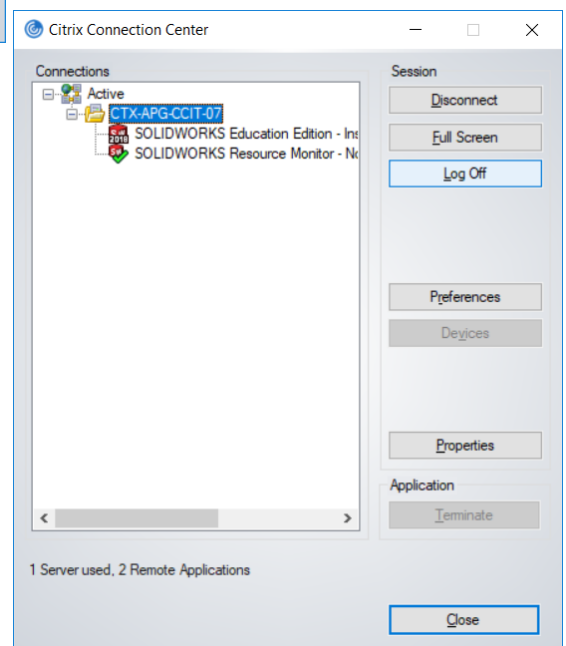 Citrix Connection Center
Connections
Active
CTX-APG-CCIT-07
SOLIDWORKS Education Edition - Ins
SOLIDWORKS Resource Monitor - No
Session
Disconnect
Full Screen
Log Off
Preferences
Devices
Properties
Application
Terminate
1 Server used, 2 Remote Applications
Close